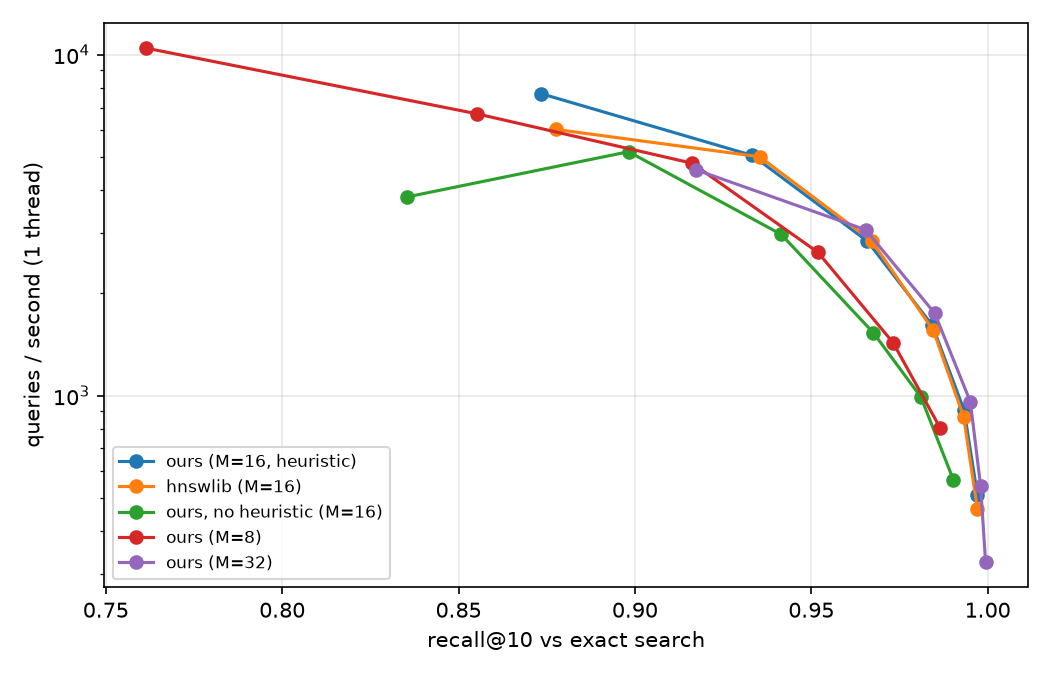 queries / second (1 thread)
10⁴
10³
ours (M=16, heuristic)
hnswlib (M=16)
ours, no heuristic (M=16)
ours (M=8)
ours (M=32)
0.75 0.80 0.85 0.90 0.95 1.00
recall@10 vs exact search